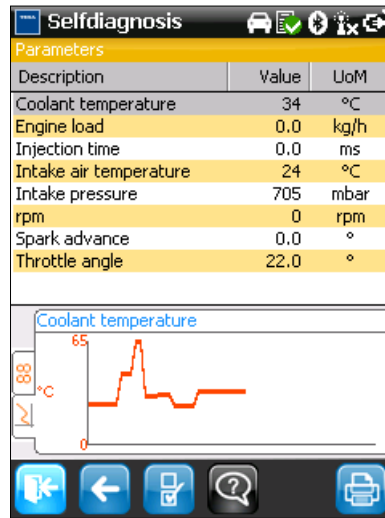 TEXA Selfdiagnosis
Parameters
Description Value UoM
Coolant temperature 34 °C
Engine load 0.0 kg/h
Injection time 0.0 ms
Intake air temperature 24 °C
Intake pressure 705 mbar
rpm 0 rpm
Spark advance 0.0 °
Throttle angle 22.0 °
Coolant temperature
65
°C
0
88